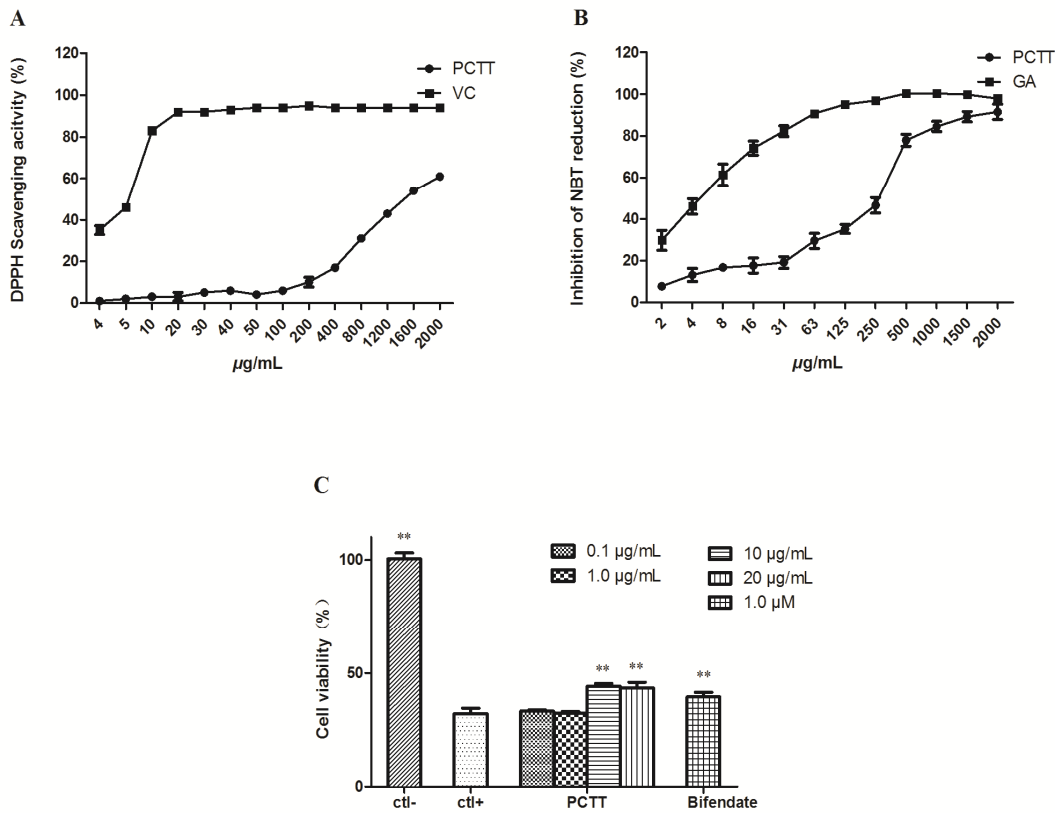 A
DPPH Scavenging acitvity (%)
120
100
80
60
40
20
0
PCTT
VC
4 5 10 20 30 40 50 100 200 400 800 1200 1600 2000
µg/mL
B
Inhibition of NBT reduction (%)
120
100
80
60
40
20
0
PCTT
GA
2 4 8 16 31 63 125 250 500 1000 1500 2000
µg/mL
C
Cell viability (%)
100
50
0
**
** ** **
0.1 µg/mL
1.0 µg/mL
10 µg/mL
20 µg/mL
1.0 µM
ctl- ctl+ PCTT Bifendate